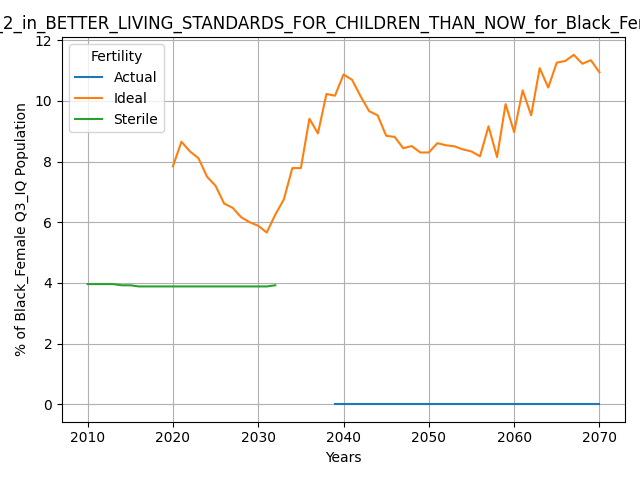 _2_in_BETTER_LIVING_STANDARDS_FOR_CHILDREN_THAN_NOW_for_Black_Fe
Fertility
Actual
Ideal
Sterile
% of Black_Female Q3_IQ Population
12
10
8
6
4
2
0
2010 2020 2030 2040 2050 2060 2070
Years